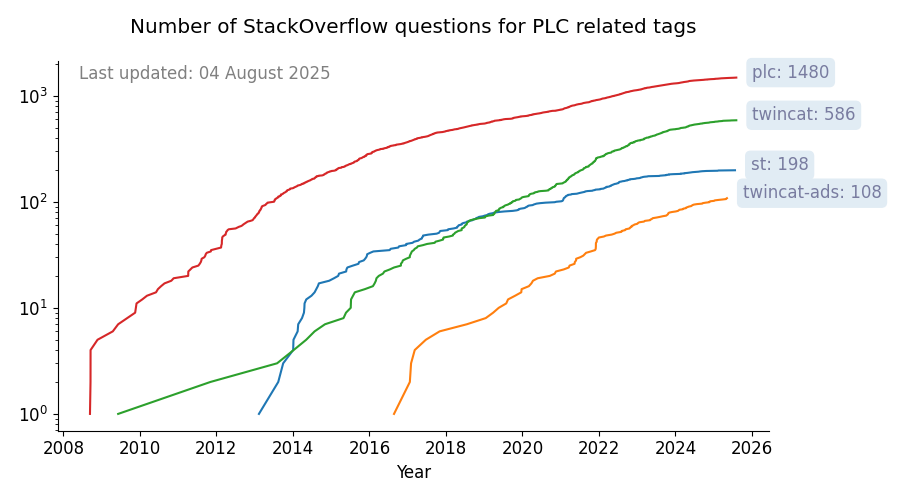 Number of StackOverflow questions for PLC related tags
Last updated: 04 August 2025
plc: 1480
twincat: 586
st: 198
twincat-ads: 108
10³
10²
10¹
10⁰
2008 2010 2012 2014 2016 2018 2020 2022 2024 2026
Year